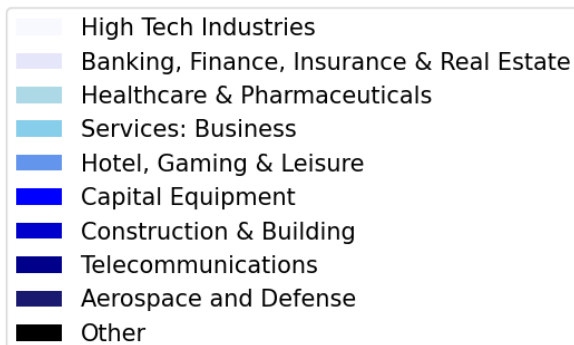 High Tech Industries
Banking, Finance, Insurance & Real Estate
Healthcare & Pharmaceuticals
Services: Business
Hotel, Gaming & Leisure
Capital Equipment
Construction & Building
Telecommunications
Aerospace and Defense
Other